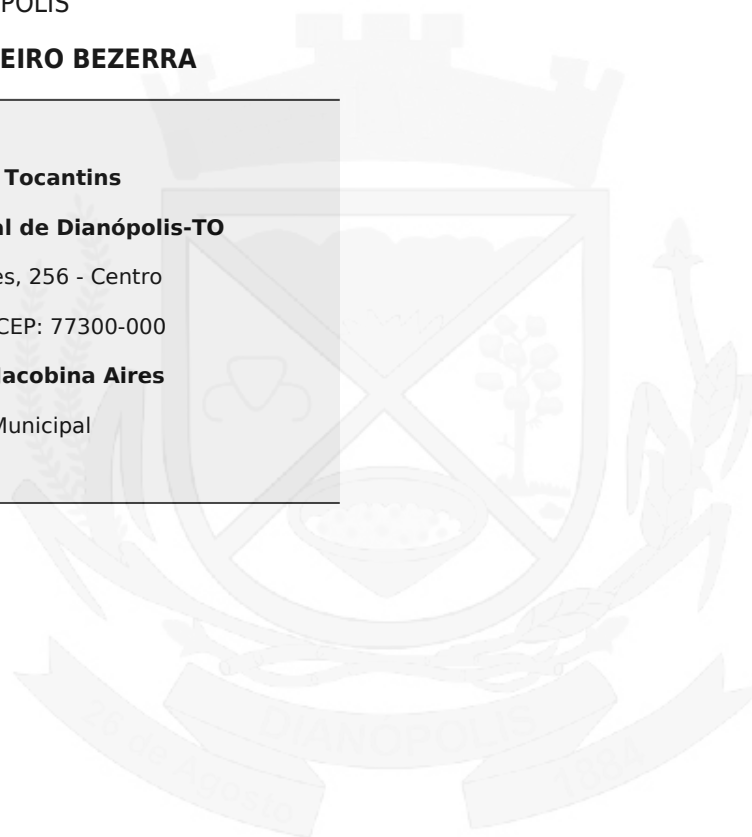 POLIS
EIRO BEZERRA
Tocantins
al de Dianópolis-TO
es, 256 - Centro
CEP: 77300-000
Jacobina Aires
Municipal
26 de Agosto
DIANOPOLIS
1884